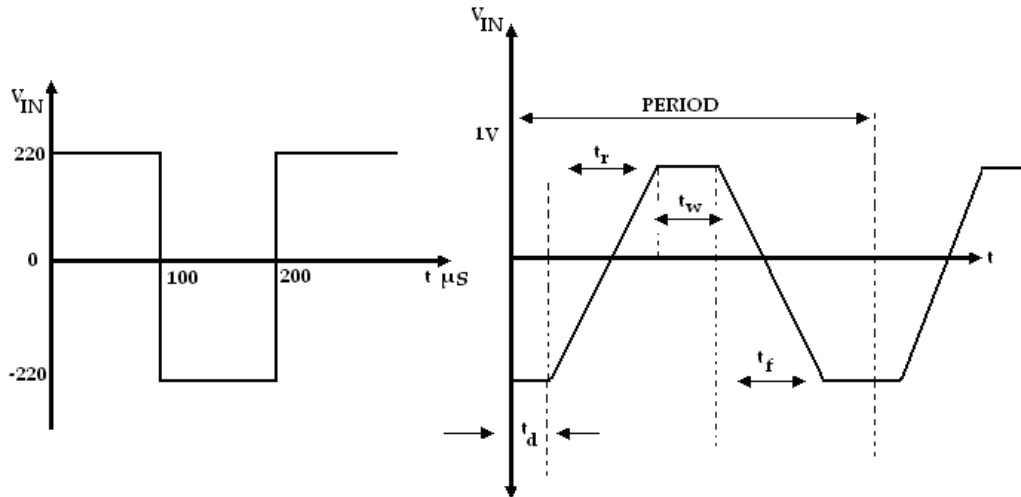 V_IN
220
0
-220
100
200
t μs
V_IN
PERIOD
1V
t_r
t_w
t
t_f
t_d